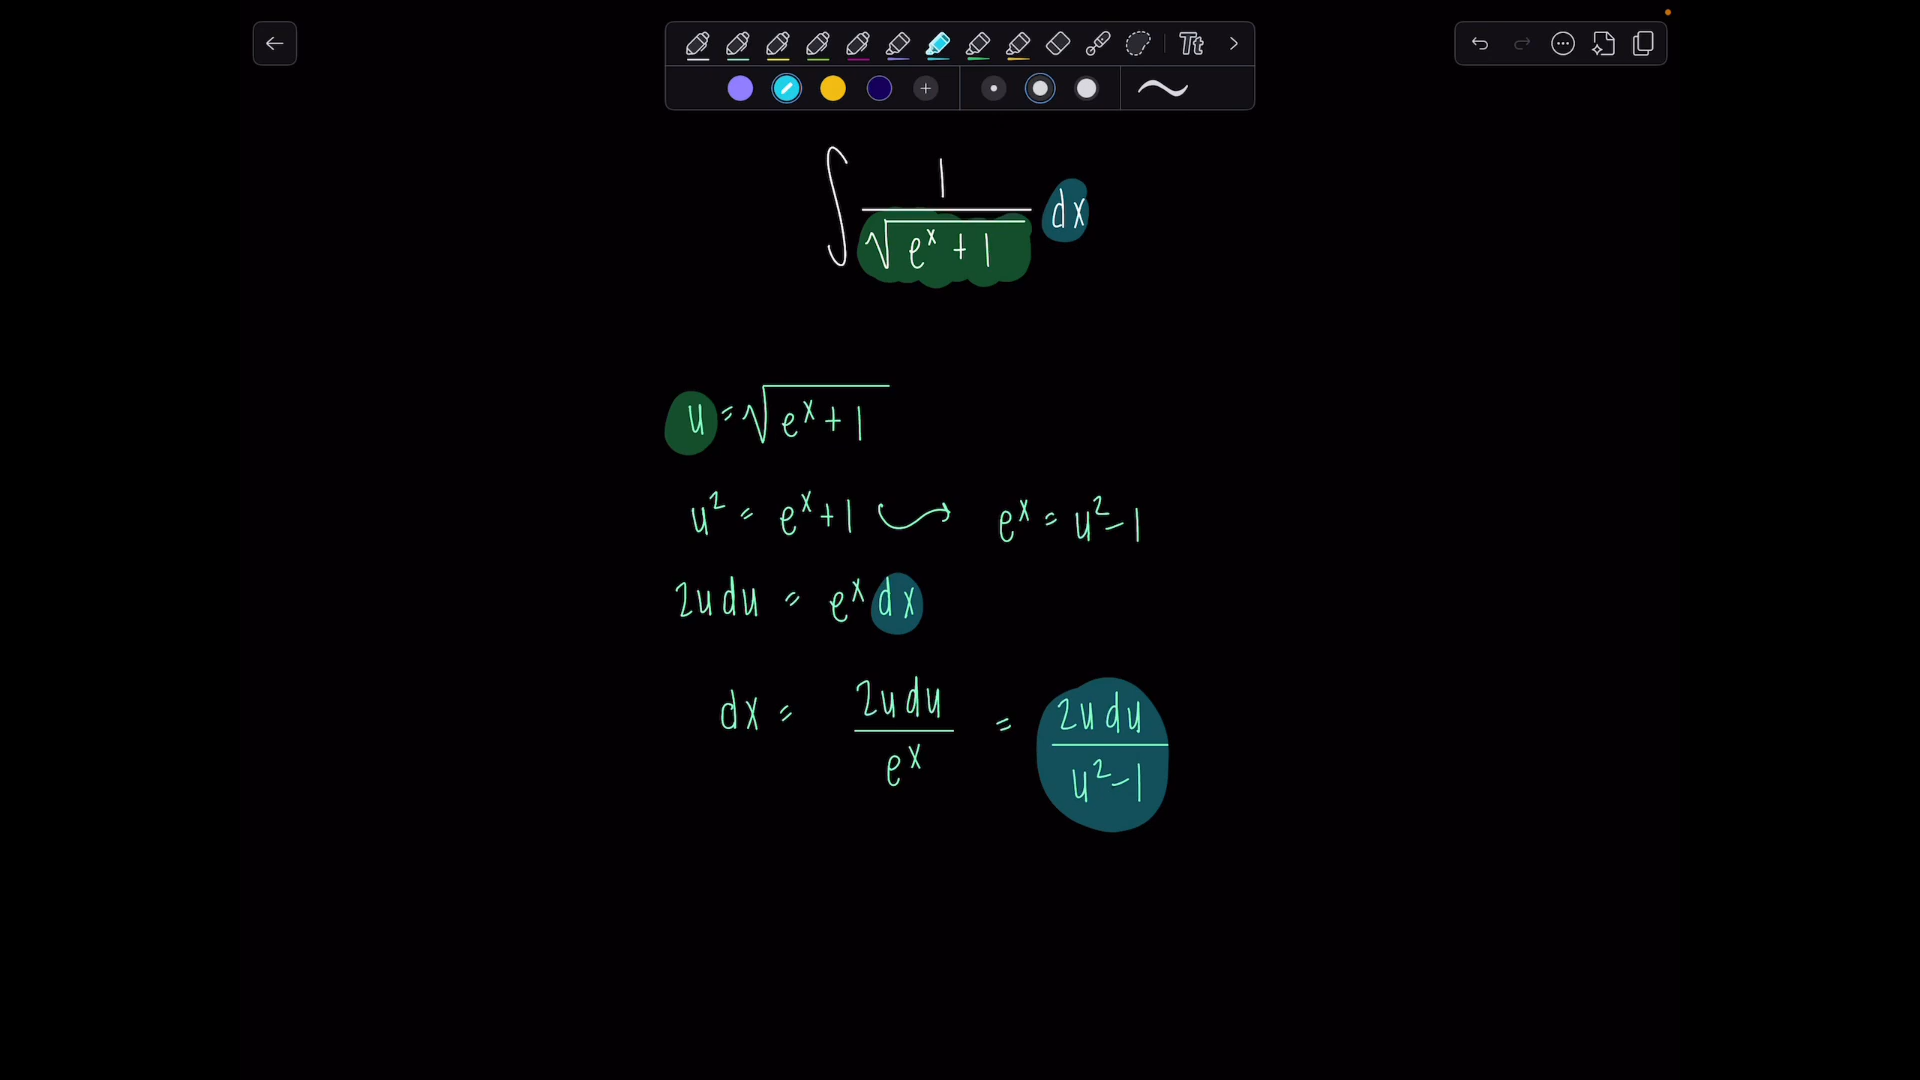 Tt
∫ 1/√(eˣ + 1) dx
u = √(eˣ + 1)
u² = eˣ + 1 → eˣ = u² − 1
2u du = eˣ dx
dx = 2u du/eˣ = 2u du/(u² − 1)